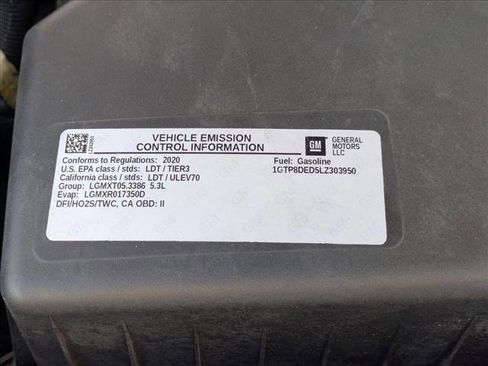 VEHICLE EMISSION
CONTROL INFORMATION
GM
GENERAL
MOTORS
LLC
Conforms to Regulations: 2020
U.S. EPA class / stds: LDT / TIER3
California class / stds: LDT / ULEV70
Group: LGMXT05.3386 5.3L
Evap: LGMXR017350D
DFI/HO2S/TWC, CA OBD: II
Fuel: Gasoline
1GTP8DED5LZ303950